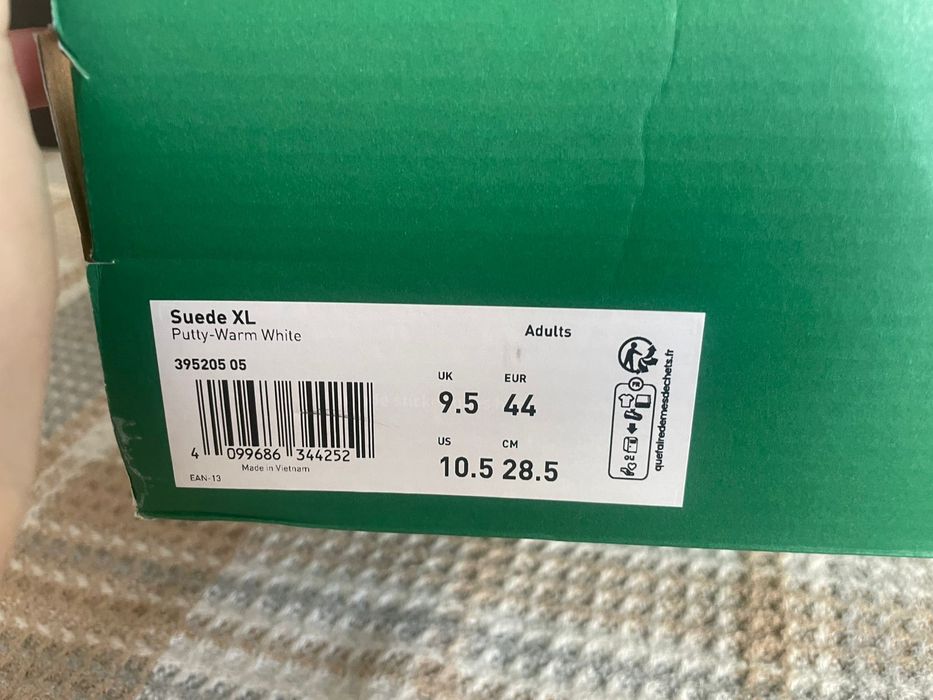 Suede XL
Putty-Warm White
395205 05
4 099686 344252
Made in Vietnam
EAN-13
Adults
UK EUR
9.5 44
US CM
10.5 28.5
FR
quefairedemesdechets.fr